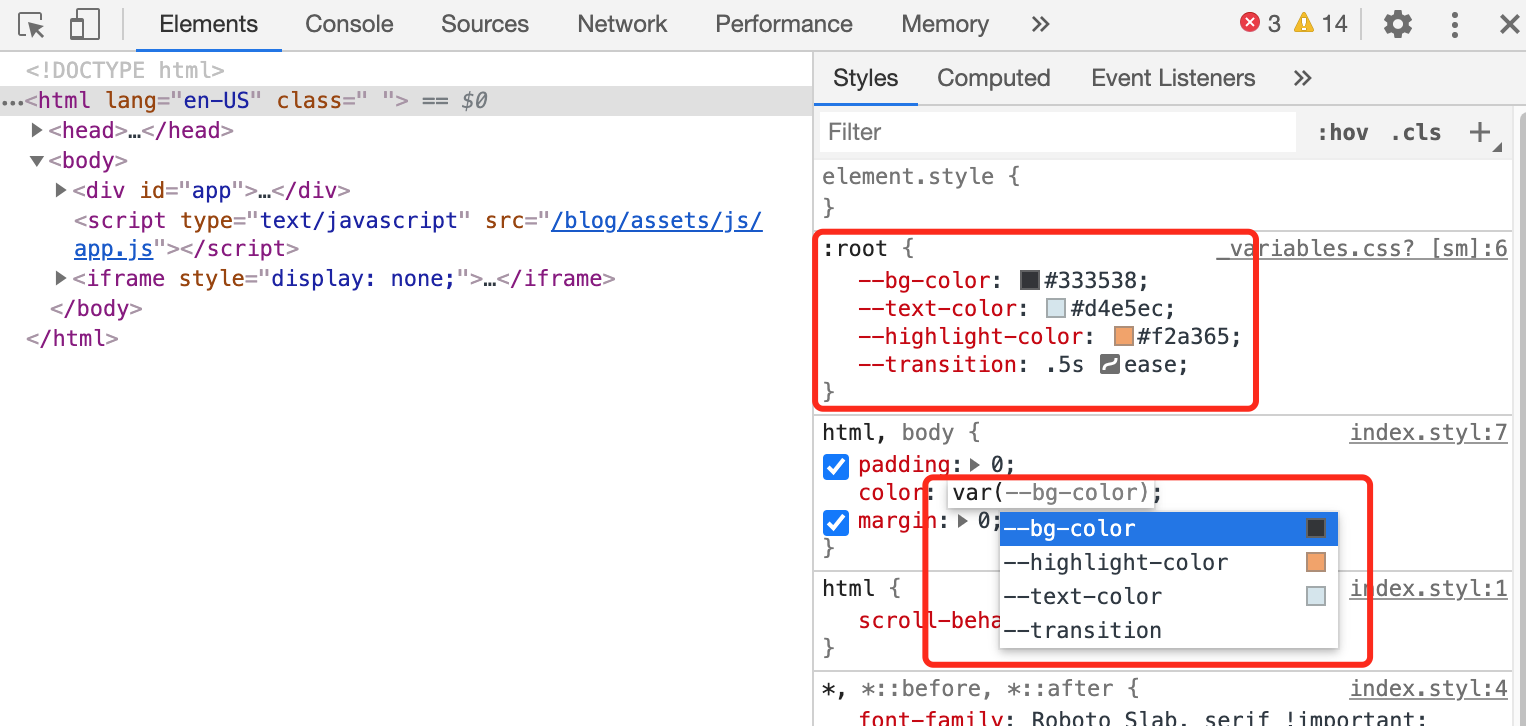 Elements Console Sources Network Performance Memory » 3 14
<!DOCTYPE html>
…<html lang="en-US" class=" "> == $0
<head>…</head>
<body>
<div id="app">…</div>
<script type="text/javascript" src="/blog/assets/js/
app.js"></script>
<iframe style="display: none;">…</iframe>
</body>
</html>
Styles Computed Event Listeners »
Filter :hov .cls +
element.style {
}
:root { _variables.css? [sm]:6
--bg-color: #333538;
--text-color: #d4e5ec;
--highlight-color: #f2a365;
--transition: .5s ease;
}
html, body { index.styl:7
padding: 0;
color: var(--bg-color);
margin: 0;
}
--bg-color
--highlight-color
--text-color
--transition
html { index.styl:1
scroll-beha
}
*, *::before, *::after { index.styl:4
font-family: Roboto Slab, serif !important;